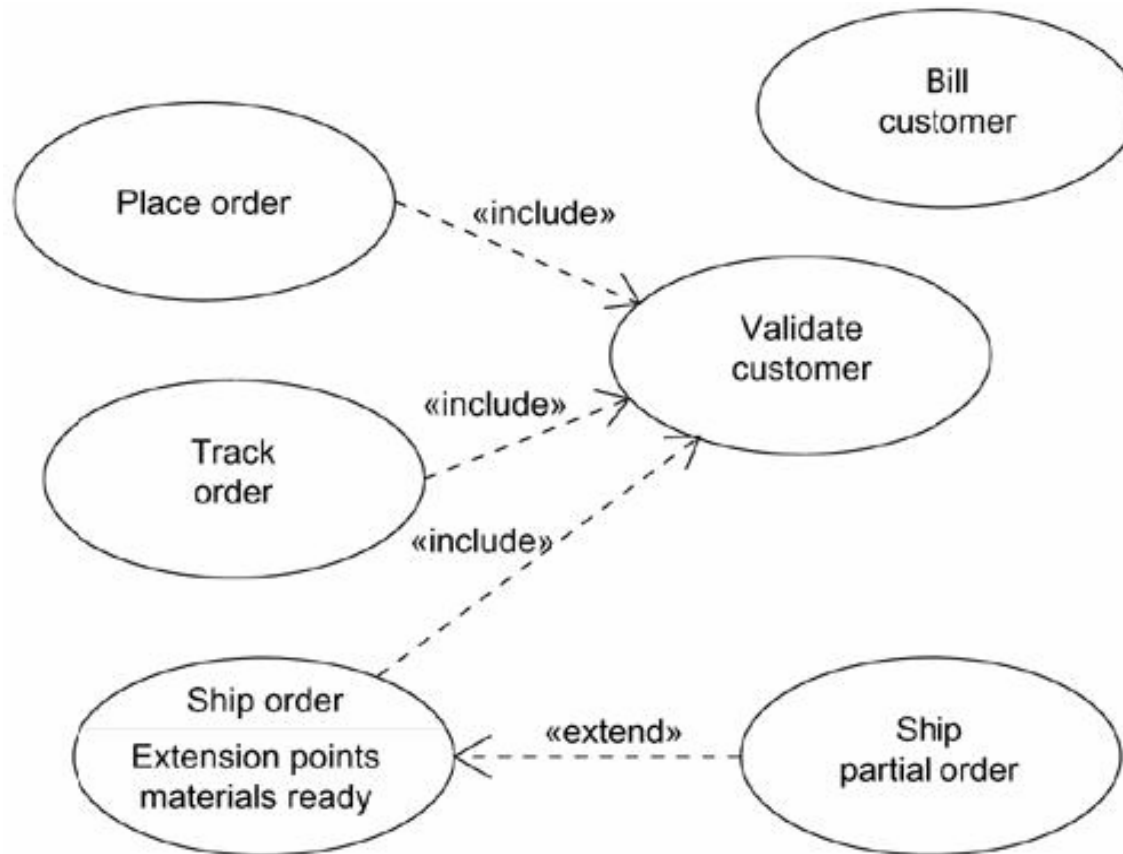 Bill
customer
Place order
«include»
Validate
customer
«include»
Track
order
«include»
Ship order
Extension points
materials ready
«extend»
Ship
partial order